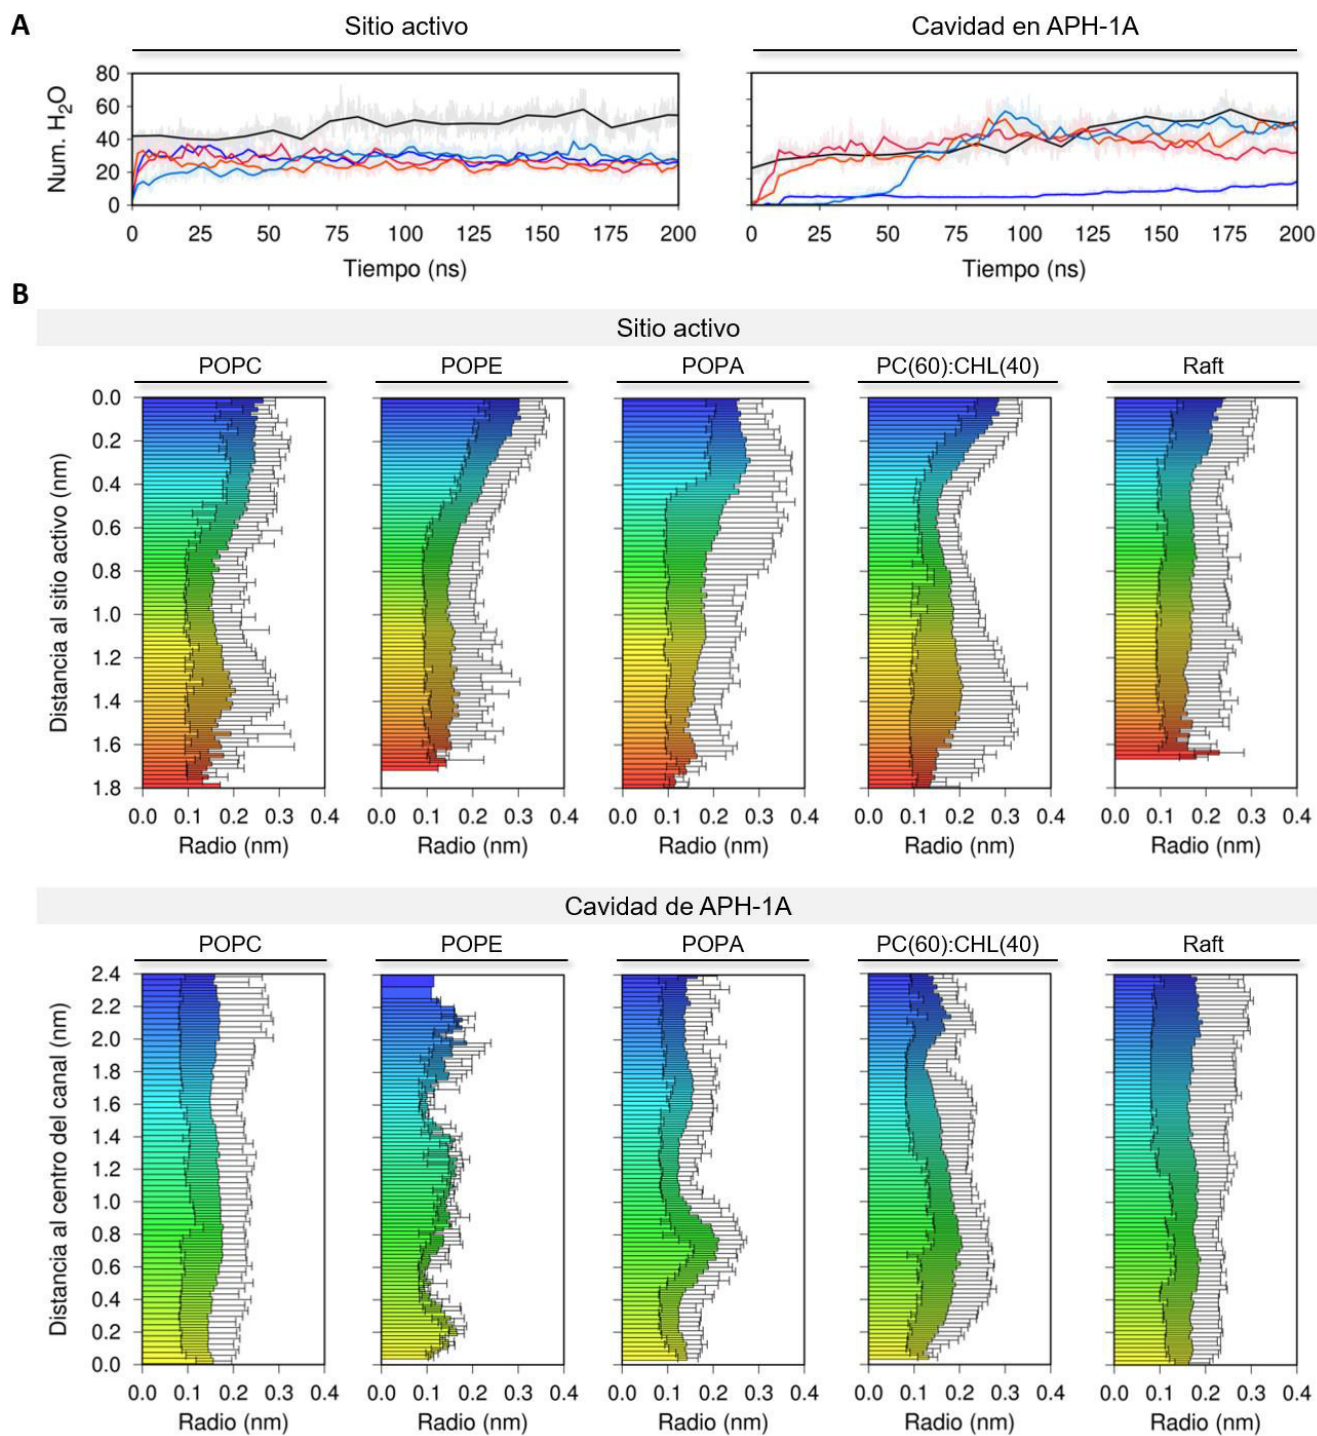 A
Sitio activo
Cavidad en APH-1A
Num. H2O
80
60
40
20
0
0 25 50 75 100 125 150 175 200
0 25 50 75 100 125 150 175 200
Tiempo (ns)
Tiempo (ns)
B
Sitio activo
POPC POPE POPA PC(60):CHL(40) Raft
Distancia al sitio activo (nm)
0.0
0.2
0.4
0.6
0.8
1.0
1.2
1.4
1.6
1.8
0.0 0.1 0.2 0.3 0.4 0.0 0.1 0.2 0.3 0.4 0.0 0.1 0.2 0.3 0.4 0.0 0.1 0.2 0.3 0.4 0.0 0.1 0.2 0.3 0.4
Radio (nm) Radio (nm) Radio (nm) Radio (nm) Radio (nm)
Cavidad de APH-1A
POPC POPE POPA PC(60):CHL(40) Raft
Distancia al centro del canal (nm)
2.4
2.2
2.0
1.8
1.6
1.4
1.2
1.0
0.8
0.6
0.4
0.2
0.0
0.0 0.1 0.2 0.3 0.4 0.0 0.1 0.2 0.3 0.4 0.0 0.1 0.2 0.3 0.4 0.0 0.1 0.2 0.3 0.4 0.0 0.1 0.2 0.3 0.4
Radio (nm) Radio (nm) Radio (nm) Radio (nm) Radio (nm)